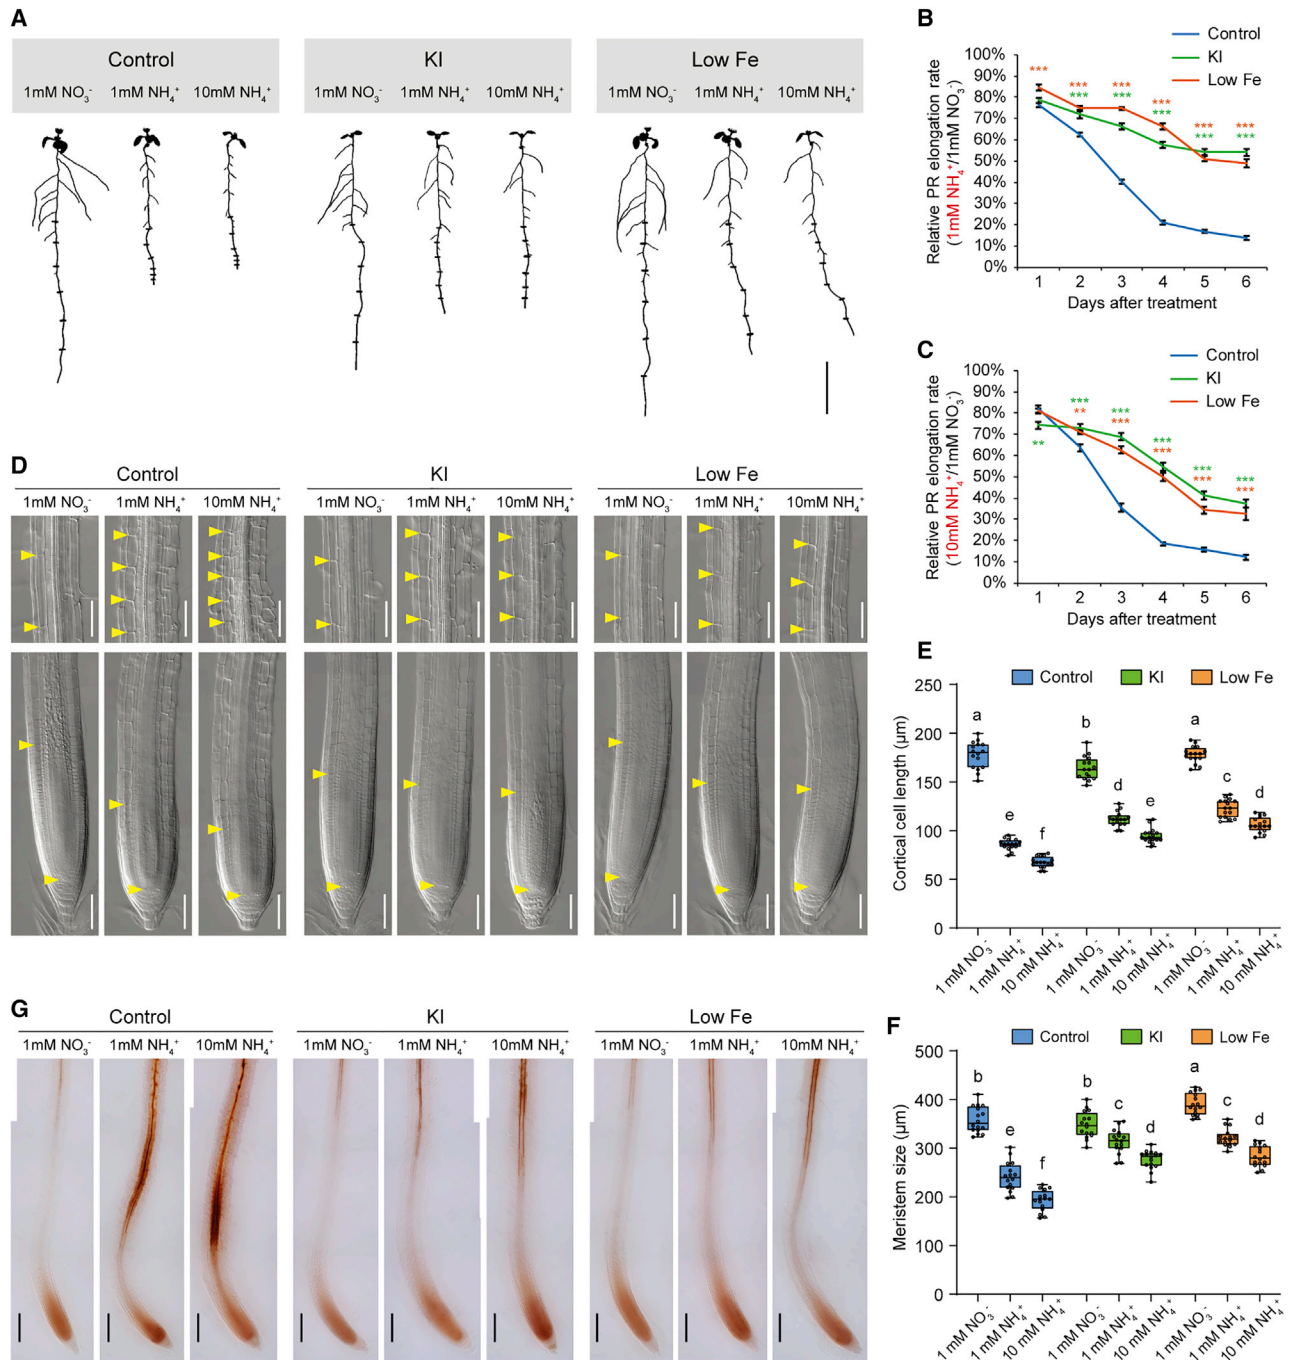 A
Control
KI
Low Fe
1mM NO₃⁻ 1mM NH₄⁺ 10mM NH₄⁺
1mM NO₃⁻ 1mM NH₄⁺ 10mM NH₄⁺
1mM NO₃⁻ 1mM NH₄⁺ 10mM NH₄⁺
B
Control
KI
Low Fe
Relative PR elongation rate
(1mM NH₄⁺/1mM NO₃⁻)
100%
90%
80%
70%
60%
50%
40%
30%
20%
10%
0%
*** *** *** *** *** ***
*** *** *** *** ***
1 2 3 4 5 6
Days after treatment
C
Control
KI
Low Fe
Relative PR elongation rate
(10mM NH₄⁺/1mM NO₃⁻)
100%
90%
80%
70%
60%
50%
40%
30%
20%
10%
0%
** *** *** *** *** ***
** *** *** *** ***
1 2 3 4 5 6
Days after treatment
D
Control
KI
Low Fe
1mM NO₃⁻ 1mM NH₄⁺ 10mM NH₄⁺
1mM NO₃⁻ 1mM NH₄⁺ 10mM NH₄⁺
1mM NO₃⁻ 1mM NH₄⁺ 10mM NH₄⁺
E
Control KI Low Fe
Cortical cell length (μm)
250
200
150
100
50
0
a e f b d e a c d
1 mM NO₃⁻ 1 mM NH₄⁺ 10 mM NH₄⁺ 1 mM NO₃⁻ 1 mM NH₄⁺ 10 mM NH₄⁺ 1 mM NO₃⁻ 1 mM NH₄⁺ 10 mM NH₄⁺
F
Control KI Low Fe
Meristem size (μm)
500
400
300
200
100
0
b e f b c d a c d
1 mM NO₃⁻ 1 mM NH₄⁺ 10 mM NH₄⁺ 1 mM NO₃⁻ 1 mM NH₄⁺ 10 mM NH₄⁺ 1 mM NO₃⁻ 1 mM NH₄⁺ 10 mM NH₄⁺
G
Control
KI
Low Fe
1mM NO₃⁻ 1mM NH₄⁺ 10mM NH₄⁺
1mM NO₃⁻ 1mM NH₄⁺ 10mM NH₄⁺
1mM NO₃⁻ 1mM NH₄⁺ 10mM NH₄⁺